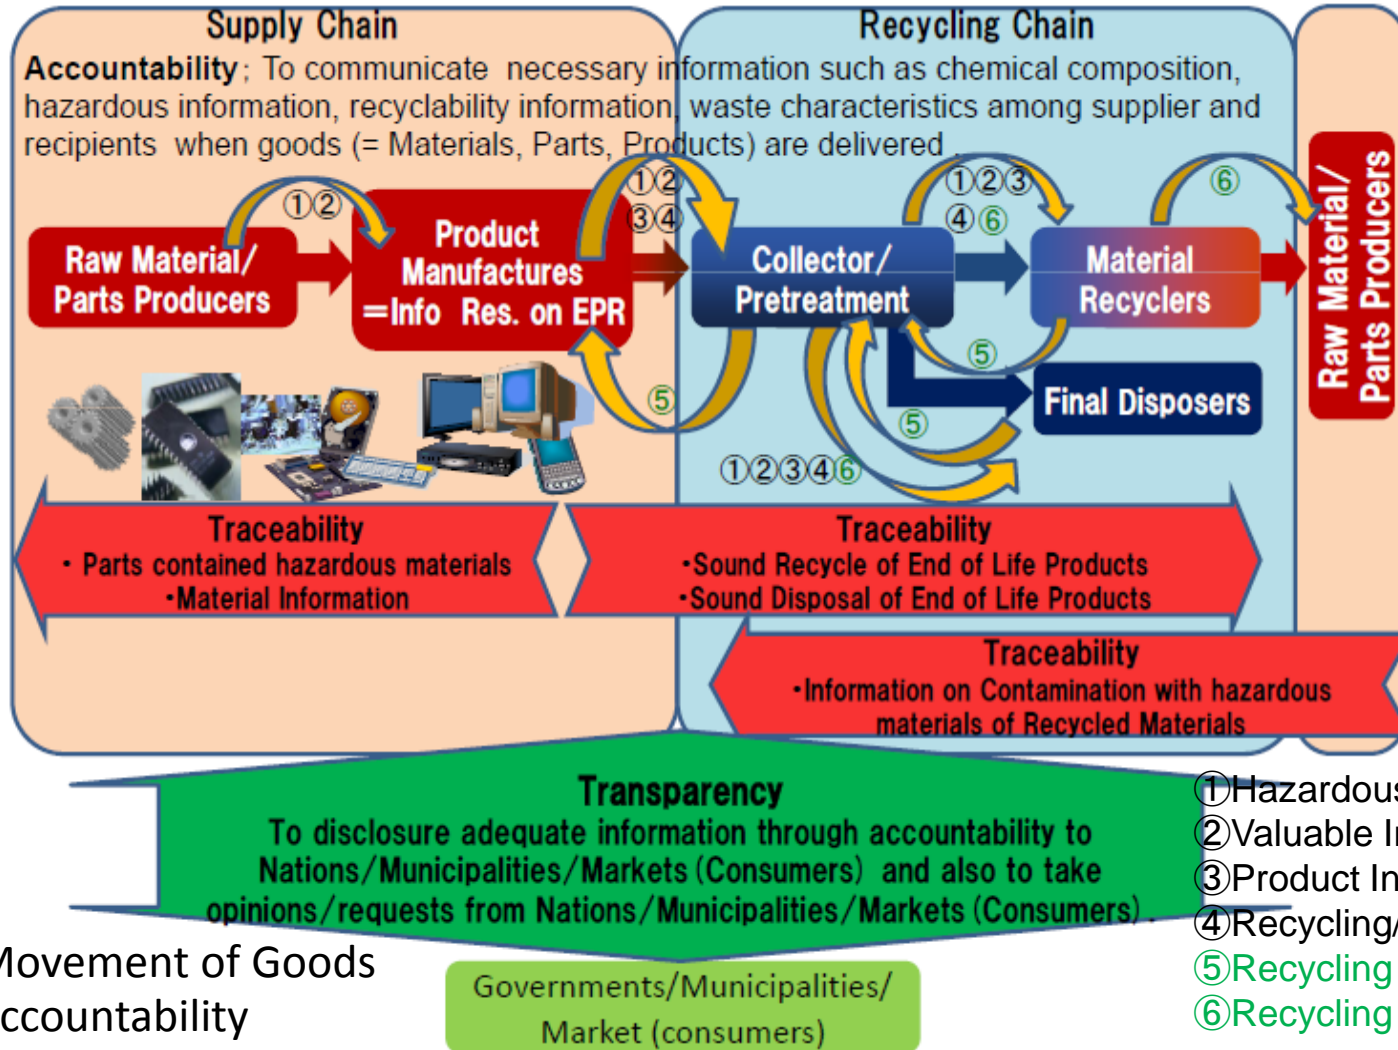 Supply Chain
Recycling Chain
Accountability; To communicate necessary information such as chemical composition,
hazardous information, recyclability information, waste characteristics among supplier and
recipients when goods (= Materials, Parts, Products) are delivered .
①②
①②
③④
①②③
④⑥
⑥
Raw Material/
Parts Producers
Product
Manufactures
=Info Res. on EPR
Collector/
Pretreatment
Material
Recyclers
Raw Material/
Parts Producers
⑤
⑤
Final Disposers
⑤
①②③④⑥
Traceability
・Parts contained hazardous materials
・Material Information
Traceability
・Sound Recycle of End of Life Products
・Sound Disposal of End of Life Products
Traceability
・Information on Contamination with hazardous
materials of Recycled Materials
Transparency
To disclosure adequate information through accountability to
Nations/Municipalities/Markets(Consumers) and also to take
opinions/requests from Nations/Municipalities/Markets(Consumers).
①Hazardous
②Valuable In
③Product In
④Recycling/
⑤Recycling
⑥Recycling
Movement of Goods
ccountability
Governments/Municipalities/
Market (consumers)